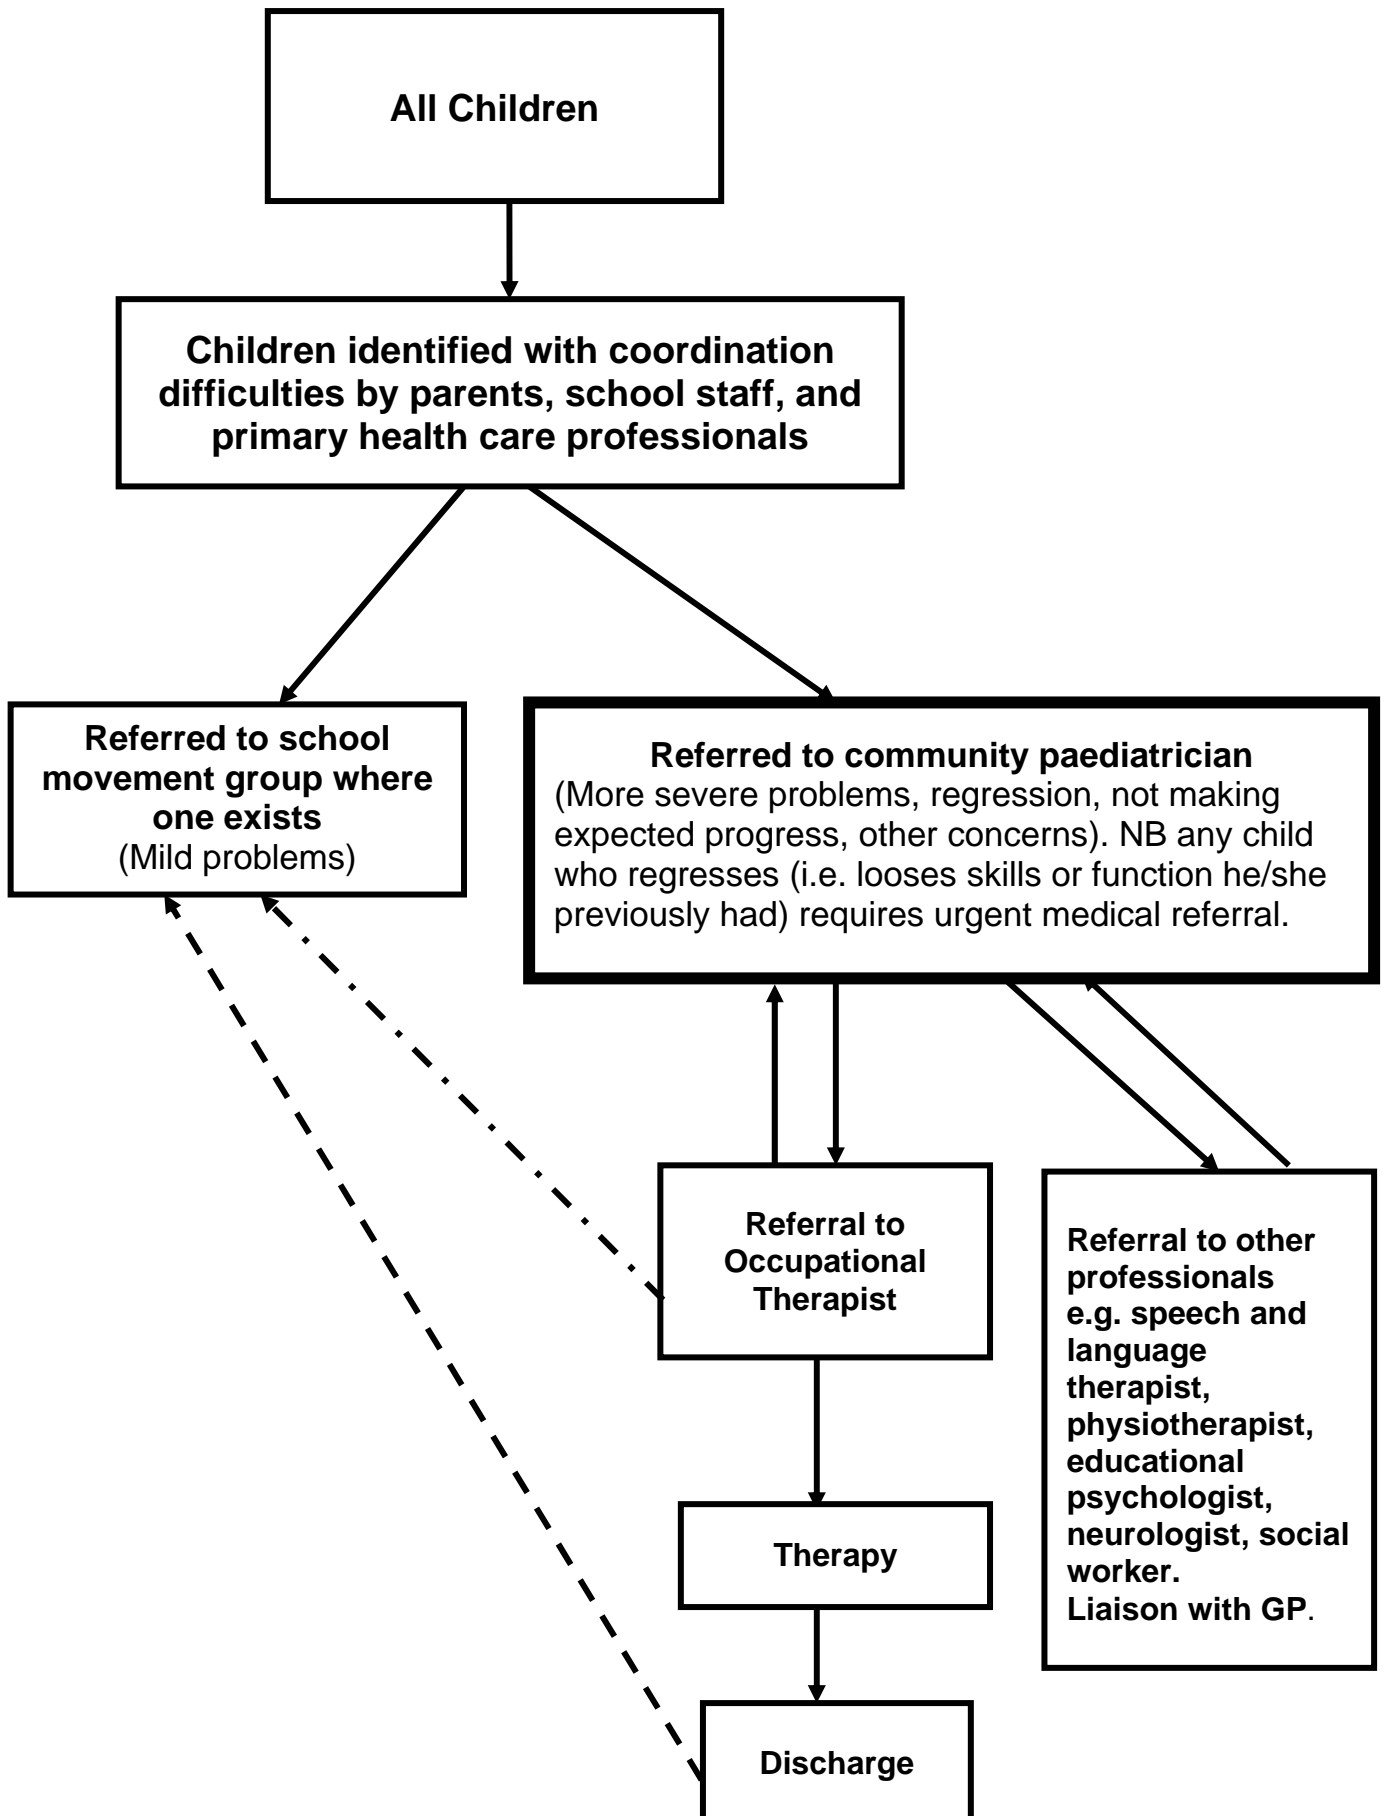 All Children
Children identified with coordination
difficulties by parents, school staff, and
primary health care professionals
Referred to school
movement group where
one exists
(Mild problems)
Referred to community paediatrician
(More severe problems, regression, not making
expected progress, other concerns). NB any child
who regresses (i.e. looses skills or function he/she
previously had) requires urgent medical referral.
Referral to
Occupational
Therapist
Referral to other
professionals
e.g. speech and
language
therapist,
physiotherapist,
educational
psychologist,
neurologist, social
worker.
Liaison with GP.
Therapy
Discharge